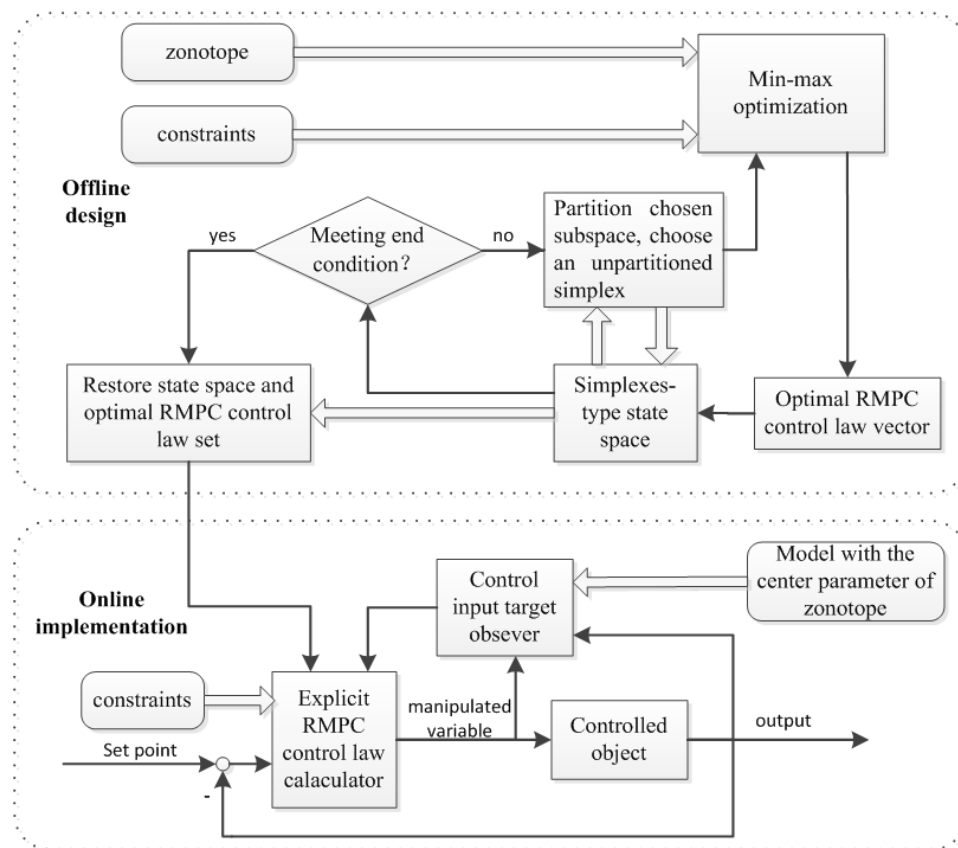 zonotope
Min-max
optimization
constraints
Offline
design
yes
Meeting end
condition?
no
Partition chosen
subspace, choose
an unpartitioned
simplex
Restore state space and
optimal RMPC control
law set
Simplexes-
type state
space
Optimal RMPC
control law vector
Online
implementation
Control
input target
obsever
Model with the
center parameter of
zonotope
constraints
Explicit
RMPC
control law
calaculator
manipulated
variable
Controlled
object
output
Set point
-